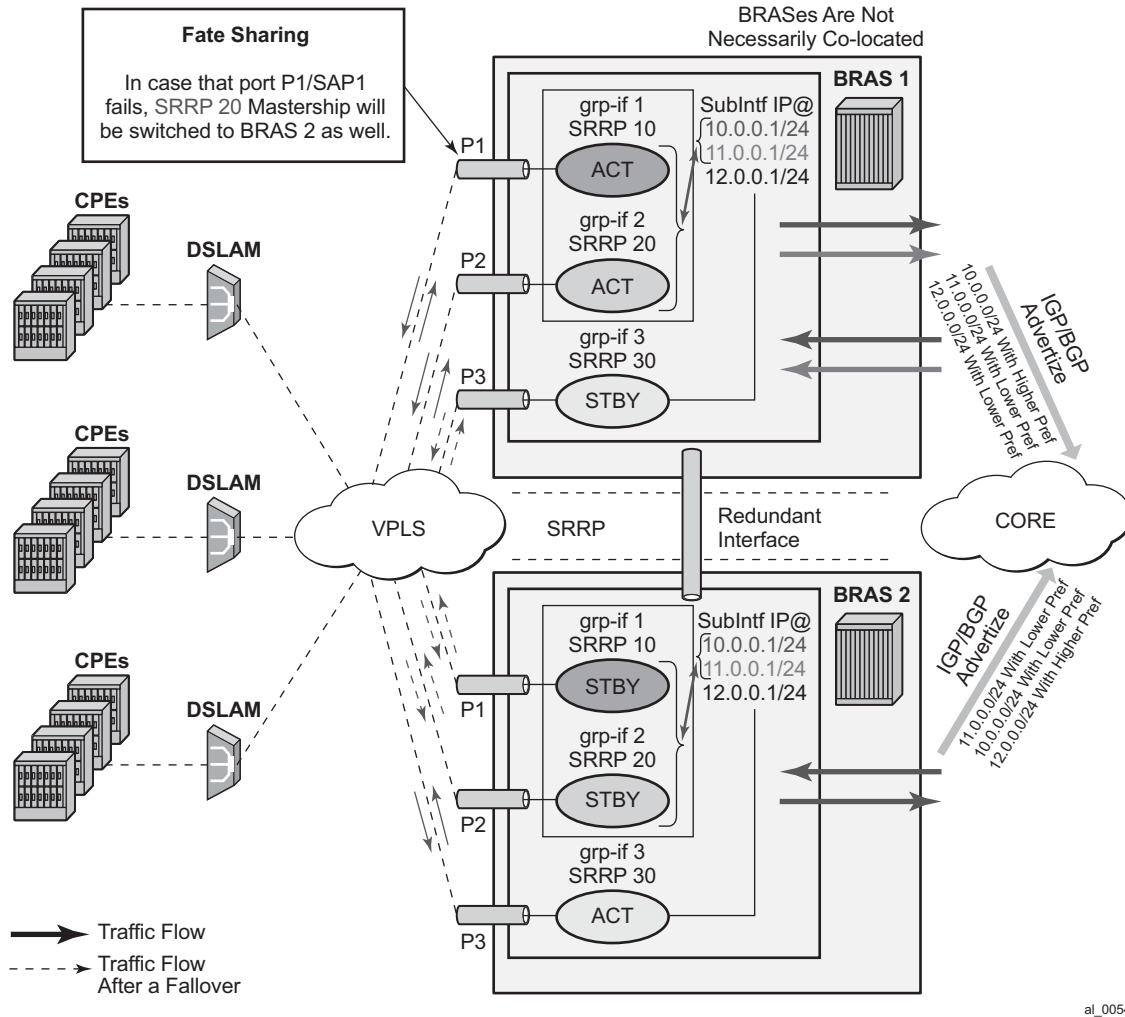 Fate Sharing
In case that port P1/SAP1
fails, SRRP 20 Mastership will
be switched to BRAS 2 as well.
BRASes Are Not
Necessarily Co-located
BRAS 1
grp-if 1
SRRP 10
ACT
SubIntf IP@
10.0.0.1/24
11.0.0.1/24
12.0.0.1/24
P1
grp-if 2
SRRP 20
ACT
P2
grp-if 3
SRRP 30
STBY
P3
CPEs
DSLAM
CPEs
DSLAM
CPEs
DSLAM
VPLS
SRRP
Redundant
Interface
IGP/BGP
Advertize
10.0.0.0/24 With Higher Pref
11.0.0.0/24 With Lower Pref
12.0.0.0/24 With Lower Pref
CORE
BRAS 2
grp-if 1
SRRP 10
STBY
SubIntf IP@
10.0.0.1/24
11.0.0.1/24
12.0.0.1/24
P1
grp-if 2
SRRP 20
STBY
P2
grp-if 3
SRRP 30
ACT
P3
IGP/BGP
Advertize
11.0.0.0/24 With Lower Pref
10.0.0.0/24 With Lower Pref
12.0.0.0/24 With Higher Pref
Traffic Flow
Traffic Flow
After a Fallover
al_0054